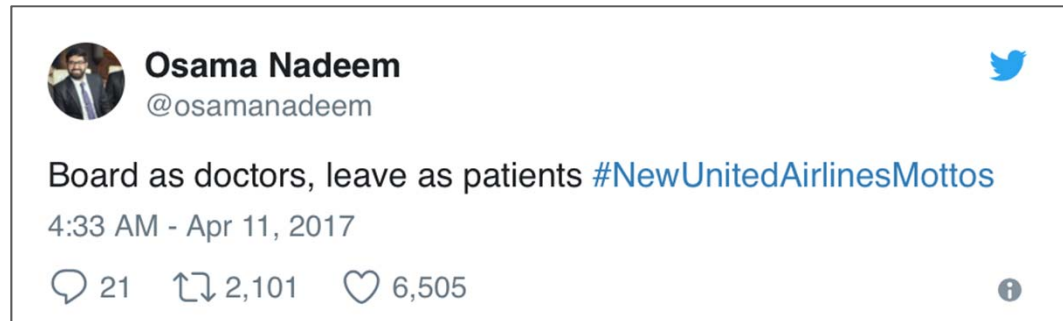 Osama Nadeem
@osamanadeem
Board as doctors, leave as patients #NewUnitedAirlinesMottos
4:33 AM - Apr 11, 2017
21 2,101 6,505